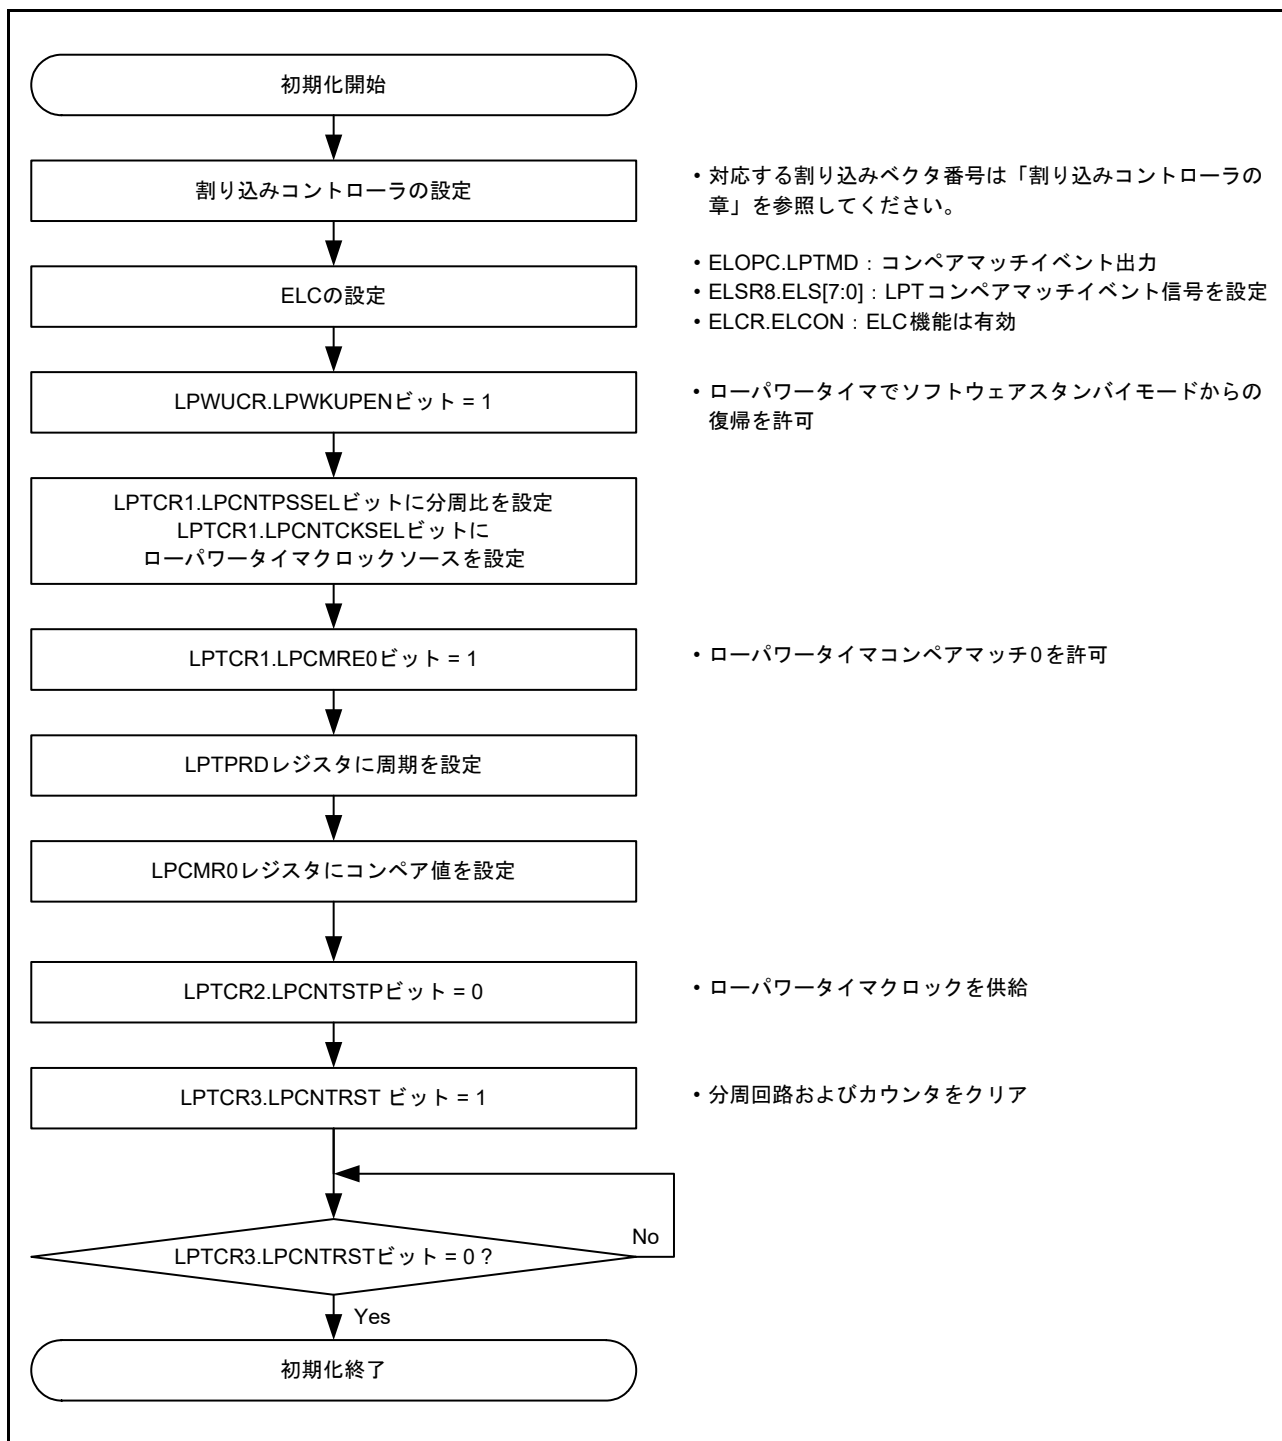 初期化開始
割り込みコントローラの設定
• 対応する割り込みベクタ番号は「割り込みコントローラの
章」を参照してください。
ELCの設定
• ELOPC.LPTMD：コンペアマッチイベント出力
• ELSR8.ELS[7:0]：LPTコンペアマッチイベント信号を設定
• ELCR.ELCON：ELC機能は有効
LPWUCR.LPWKUPENビット = 1
• ローパワータイマでソフトウェアスタンバイモードからの
復帰を許可
LPTCR1.LPCNTPSSELビットに分周比を設定
LPTCR1.LPCNTCKSELビットに
ローパワータイマクロックソースを設定
LPTCR1.LPCMRE0ビット = 1
• ローパワータイマコンペアマッチ0を許可
LPTPRDレジスタに周期を設定
LPCMR0レジスタにコンペア値を設定
LPTCR2.LPCNTSTPビット = 0
• ローパワータイマクロックを供給
LPTCR3.LPCNTRST ビット = 1
• 分周回路およびカウンタをクリア
No
LPTCR3.LPCNTRSTビット = 0 ?
Yes
初期化終了